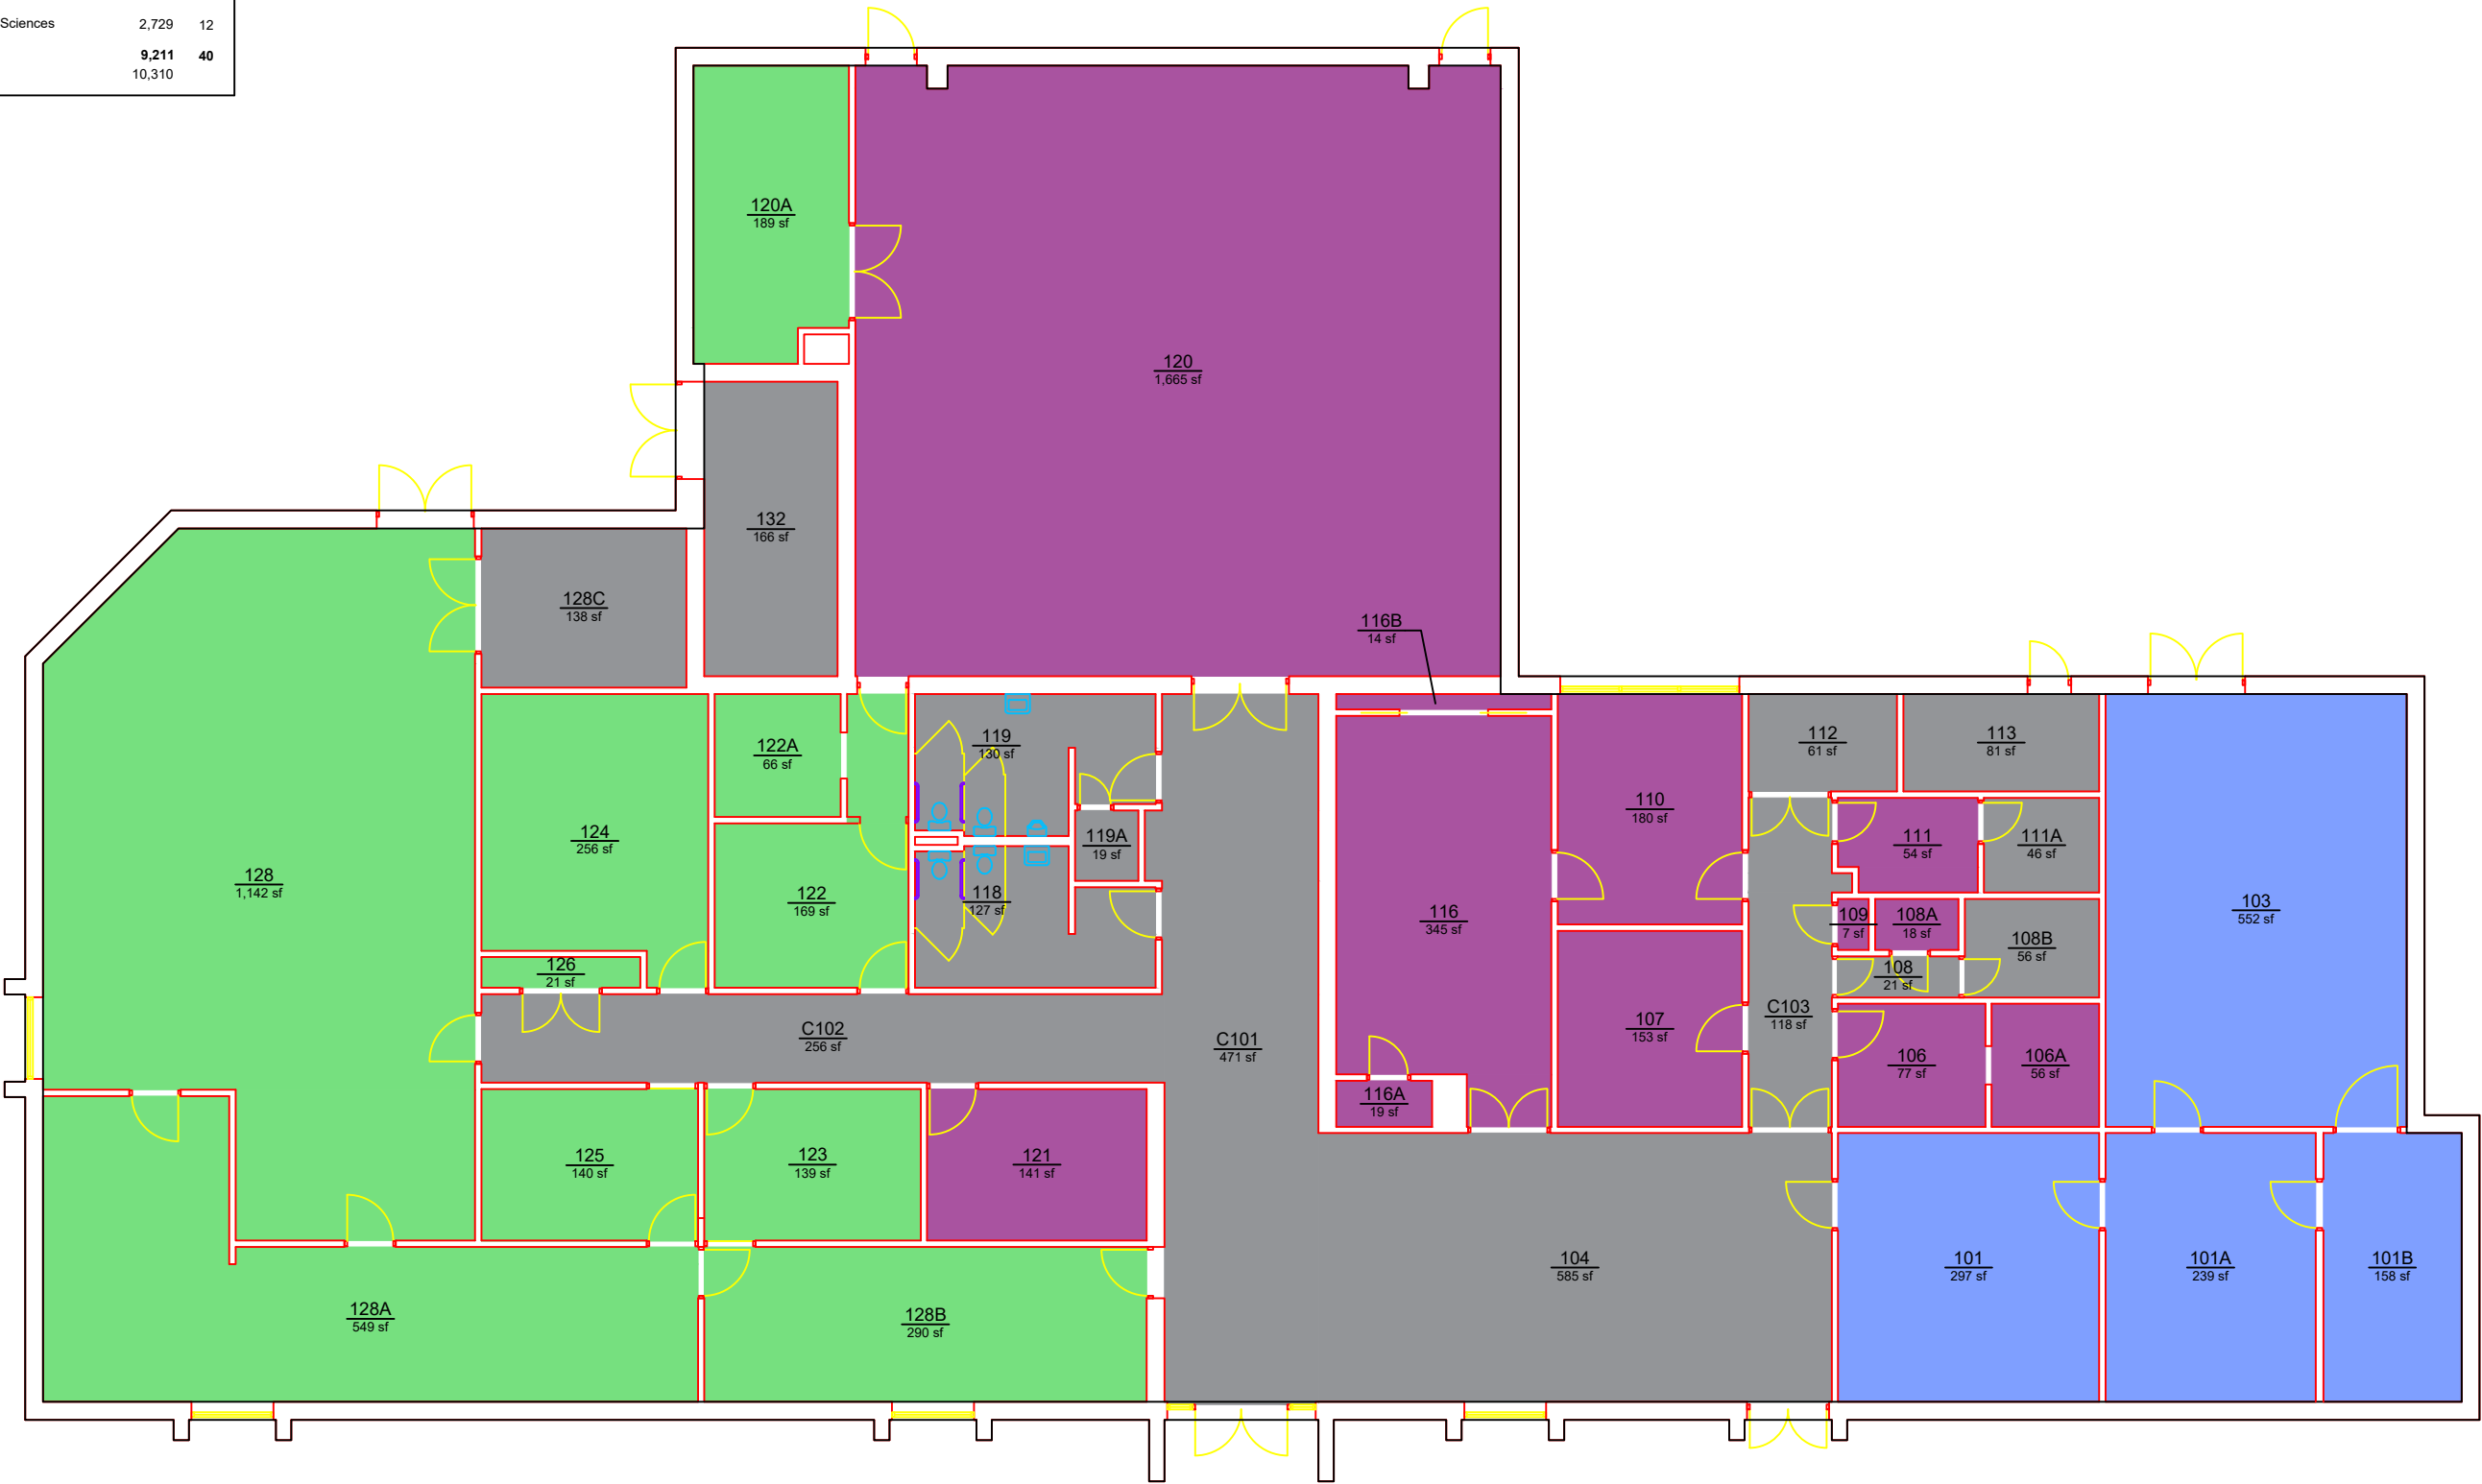 Sciences 2,729 12
9,211 40
10,310
120A
189 sf
120
1,665 sf
132
166 sf
128C
138 sf
116B
14 sf
119
130 sf
122A
66 sf
112
61 sf
113
81 sf
110
180 sf
124
256 sf
119A
19 sf
111
54 sf
111A
46 sf
128
1,142 sf
122
169 sf
118
127 sf
116
345 sf
109
7 sf
108A
18 sf
103
552 sf
108B
56 sf
126
21 sf
108
21 sf
C102
256 sf
C101
471 sf
107
153 sf
C103
118 sf
106
77 sf
106A
56 sf
116A
19 sf
125
140 sf
123
139 sf
121
141 sf
104
585 sf
101
297 sf
101A
239 sf
101B
158 sf
128A
549 sf
128B
290 sf